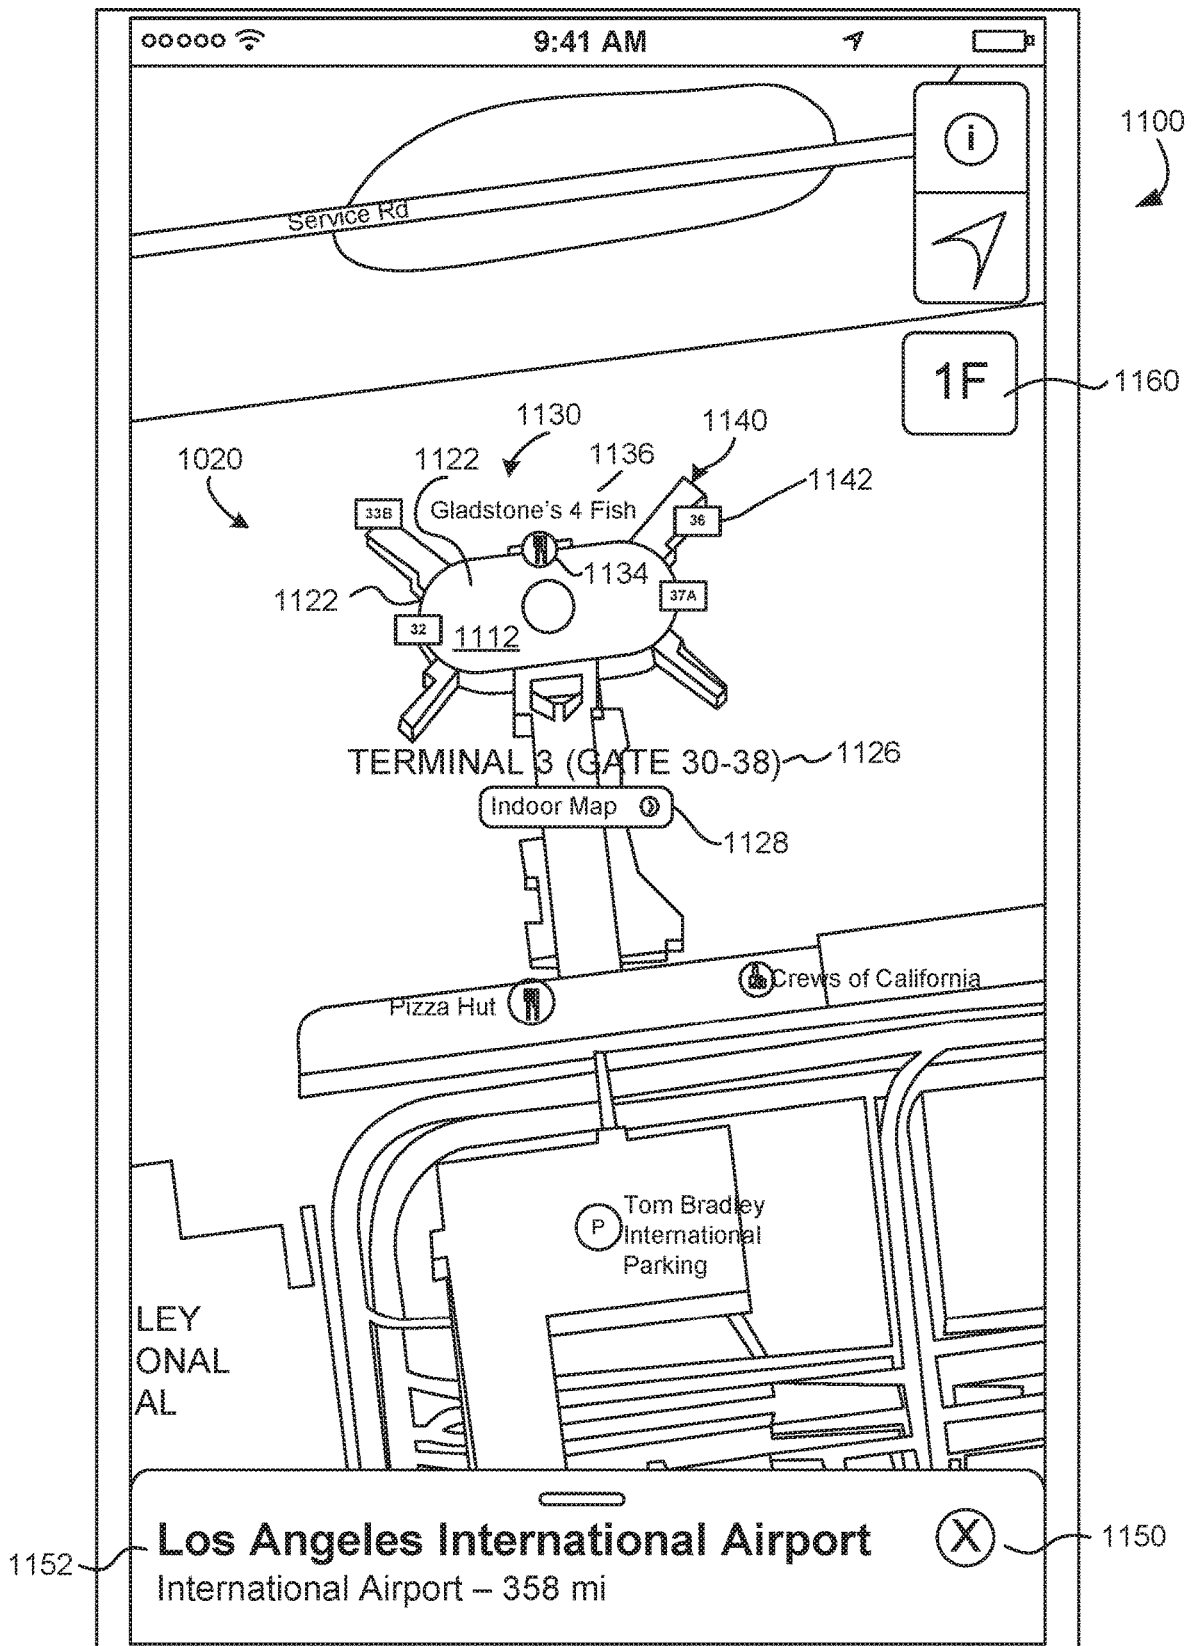 9:41 AM
i
1100
Service Rd
1F
1160
1130
1140
1020
1122
1136
1142
33B
Gladstone's 4 Fish
36
1134
1122
37A
32
1112
TERMINAL 3 (GATE 30-38)
1126
Indoor Map
1128
Crews of California
Pizza Hut
P
Tom Bradley
International
Parking
LEY
ONAL
AL
Los Angeles International Airport
X
1150
1152
International Airport – 358 mi